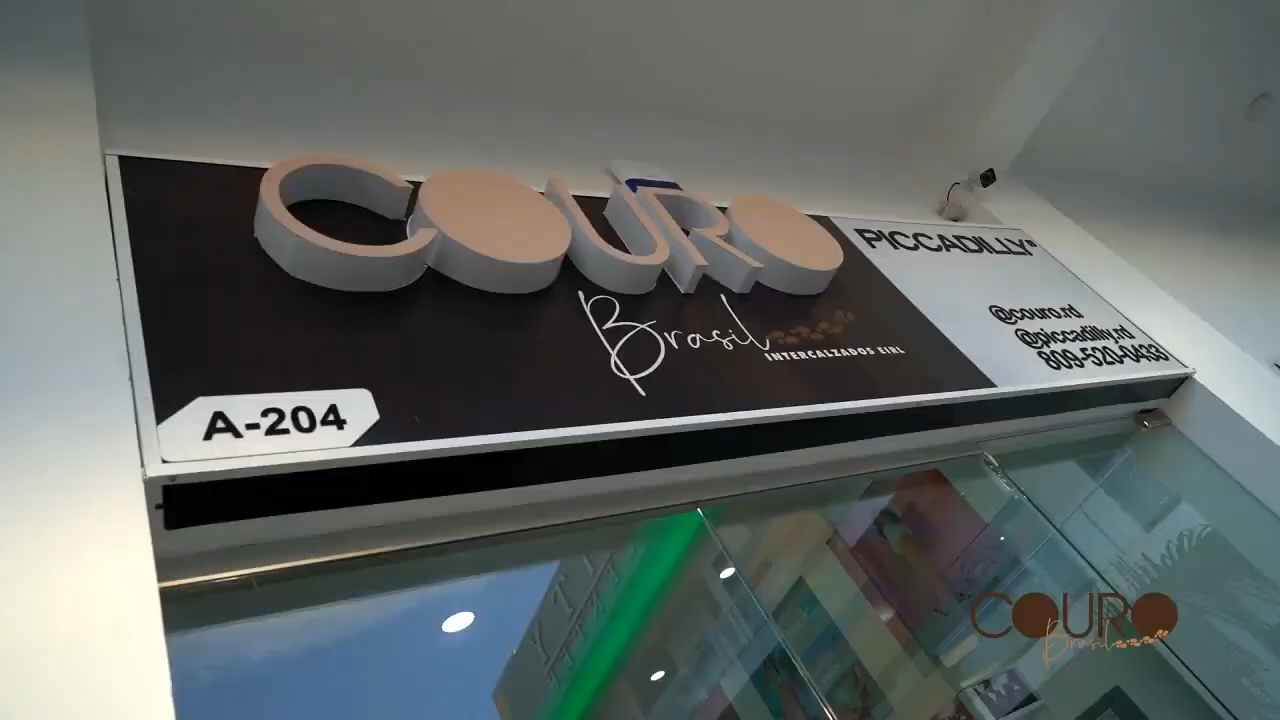 COURO
Brasil
INTERCALZADOS EIRL
A-204
PICCADILLY®
@couro.rd
@piccadilly.rd
809-520-0433
COURO
Brasil